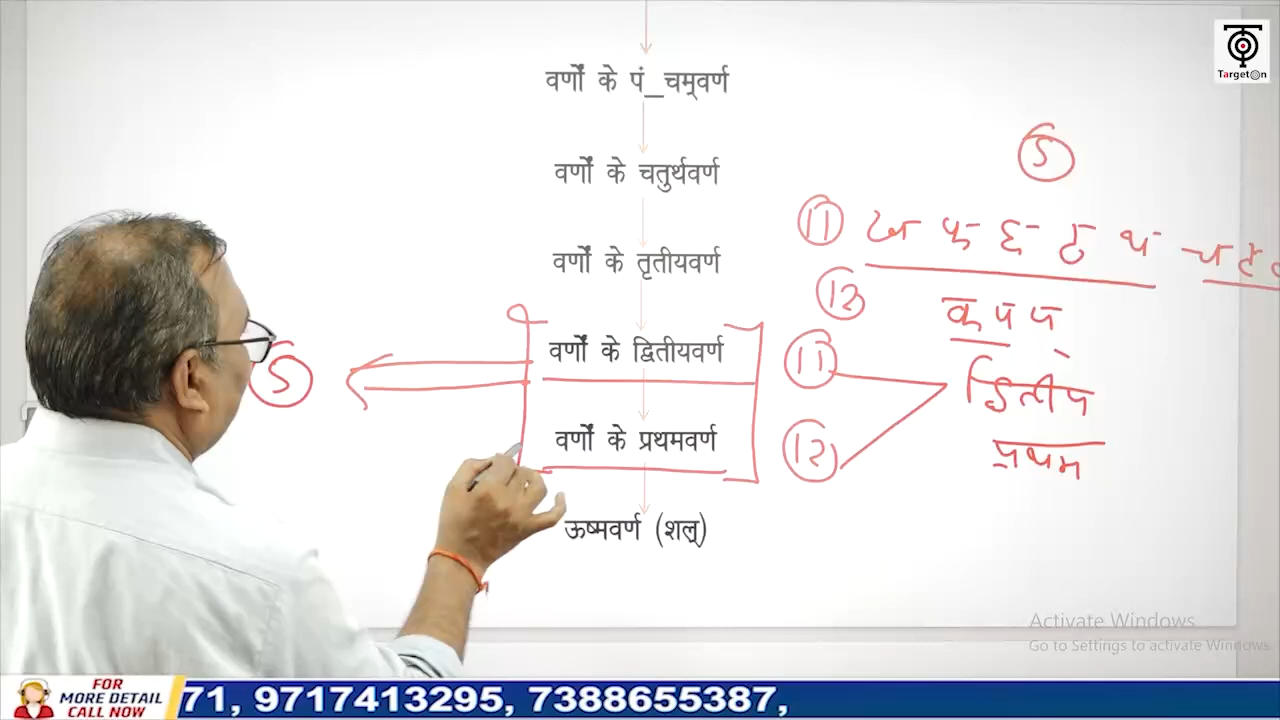 TargetOn
वर्णों के पं_चम्वर्ण
वर्णों के चतुर्थवर्ण
वर्णों के तृतीयवर्ण
वर्णों के द्वितीयवर्ण
वर्णों के प्रथमवर्ण
ऊष्मवर्ण (शल्)
5
5
11 ख फ छ ठ थ च ट
12 क प
11 द्वितीय
12 प्रथम
Activate Windows
Go to Settings to activate Windows.
FOR
MORE DETAIL
CALL NOW
71, 9717413295, 7388655387,